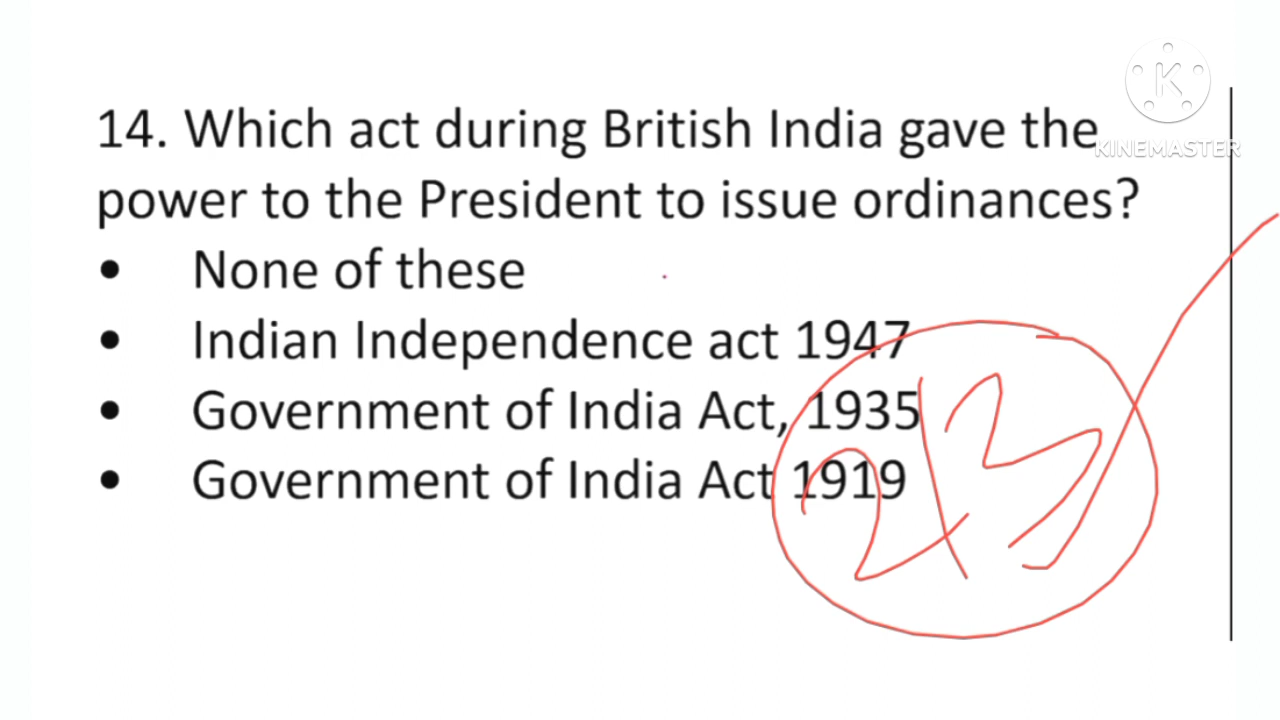 14. Which act during British India gave the
power to the President to issue ordinances?
• None of these
• Indian Independence act 1947
• Government of India Act, 1935
• Government of India Act 1919
213
K
KINEMASTER